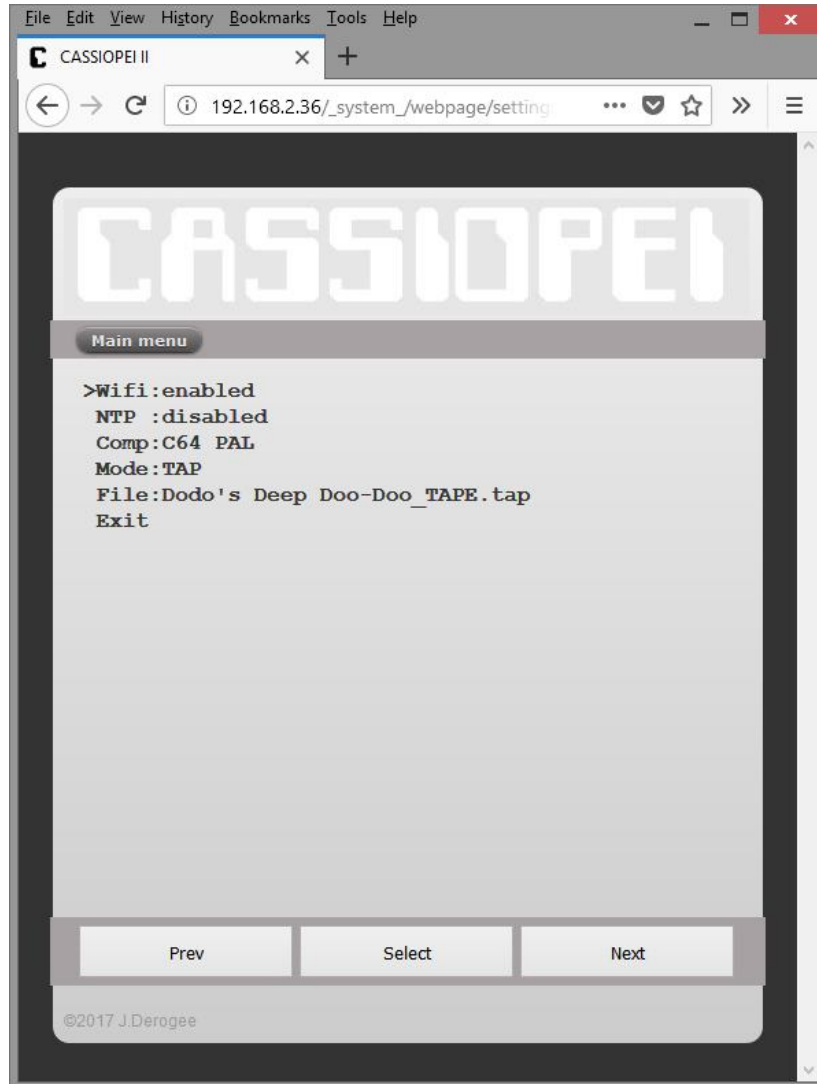 File Edit View History Bookmarks Tools Help
CASSIOPEI II
192.168.2.36/_system_/webpage/setting
CASSIOPEI
Main menu
>Wifi:enabled
NTP :disabled
Comp:C64 PAL
Mode:TAP
File:Dodo's Deep Doo-Doo_TAPE.tap
Exit
Prev Select Next
©2017 J.Derogee